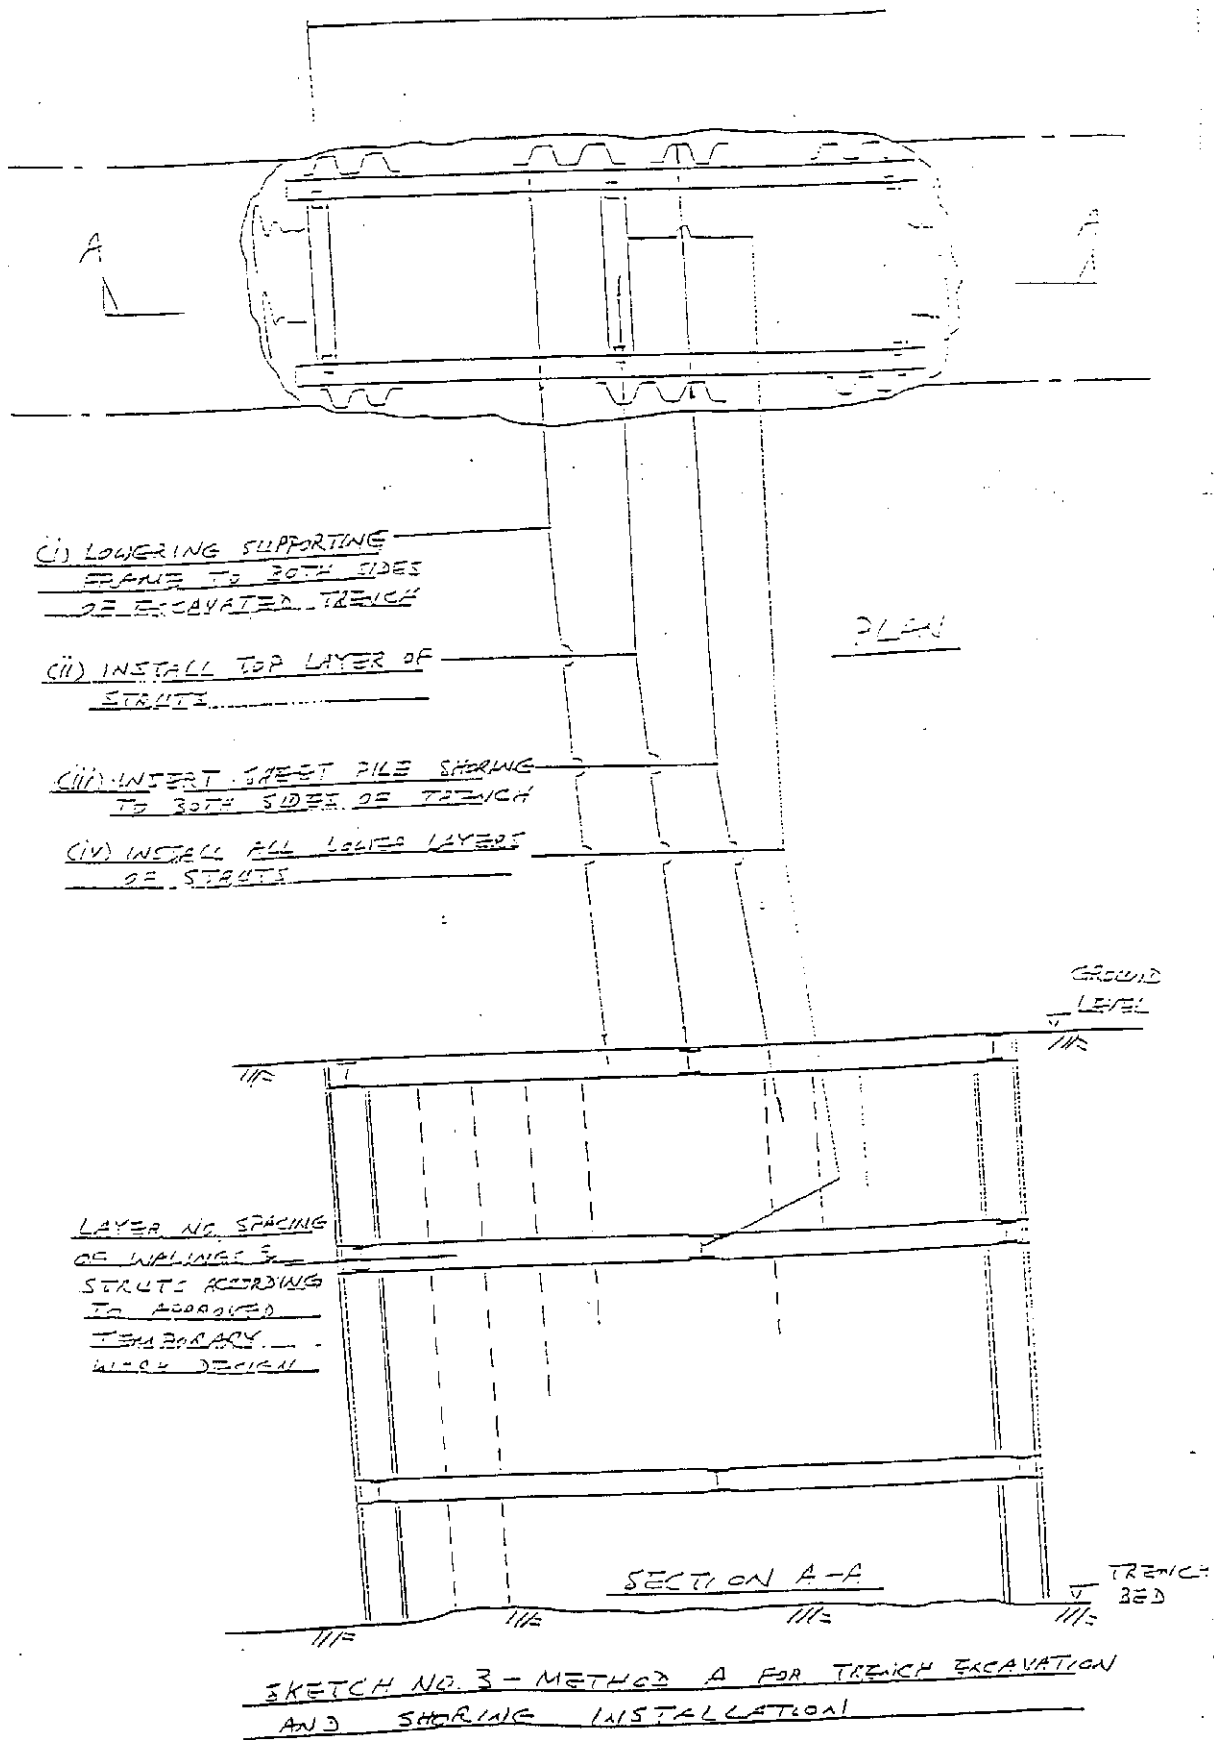 A
A
(i) LOWERING SUPPORTING
FRAME TO BOTH SIDES
OF EXCAVATED TRENCH
PLAN
(ii) INSTALL TOP LAYER OF
STRUTS
(iii) INSERT SHEET PILE SHORING
TO BOTH SIDES OF TRENCH
(iv) INSTALL ALL LOWER LAYERS
OF STRUTS
GROUND
LEVEL
LAYER NO. SPACING
OF WALINGS &
STRUTS ACCORDING
TO APPROVED
TEMPORARY
WORK DESIGN
SECTION A-A
TRENCH
BED
SKETCH NO. 3 - METHOD A FOR TRENCH EXCAVATION
AND SHORING INSTALLATION